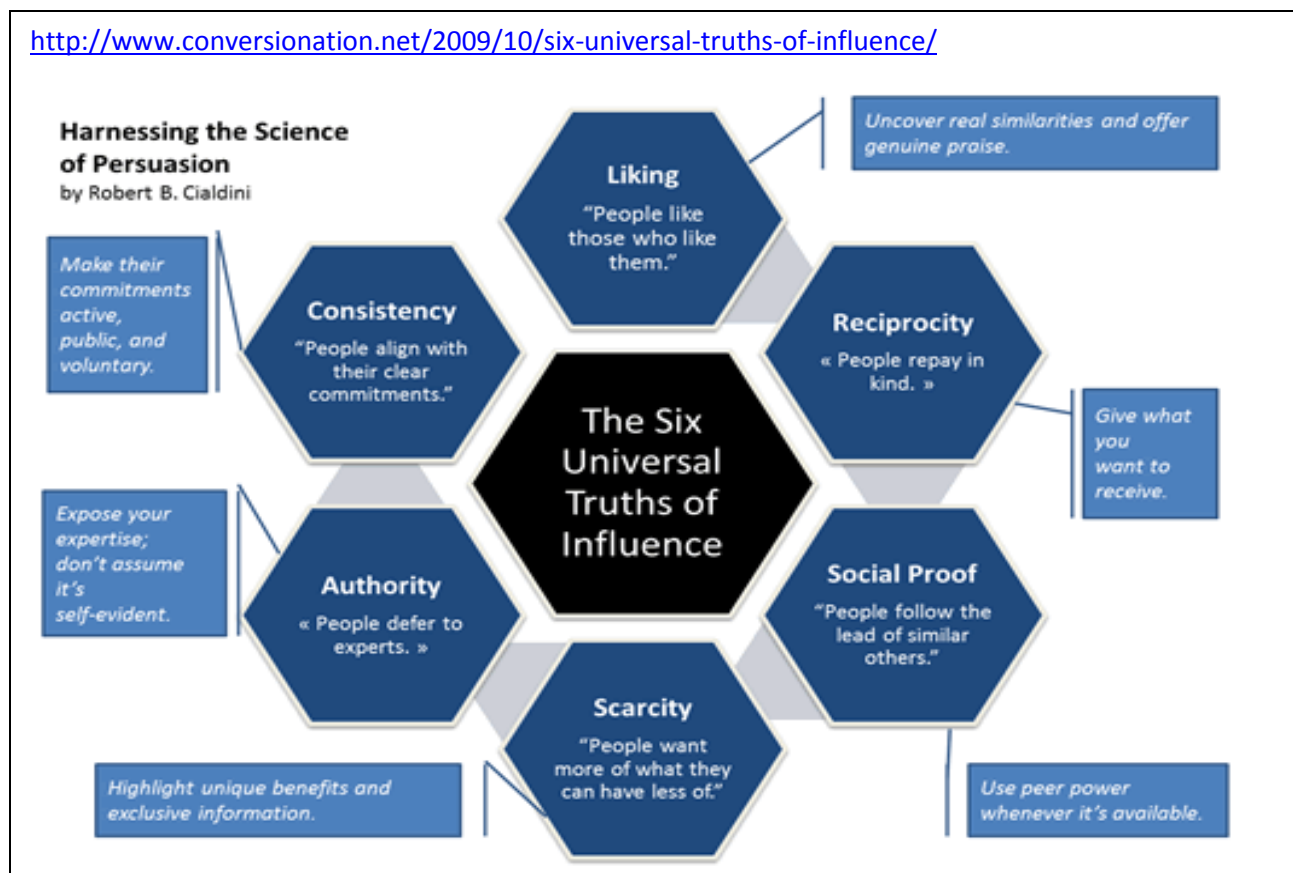 http://www.conversionation.net/2009/10/six-universal-truths-of-influence/
Harnessing the Science
of Persuasion
by Robert B. Cialdini
Liking
“People like
those who like
them.”
Uncover real similarities and offer
genuine praise.
Reciprocity
« People repay in
kind. »
Give what
you
want to
receive.
Social Proof
“People follow the
lead of similar
others.”
Use peer power
whenever it’s available.
Scarcity
“People want
more of what they
can have less of.”
Highlight unique benefits and
exclusive information.
Authority
« People defer to
experts. »
Expose your
expertise;
don’t assume
it’s
self-evident.
Consistency
“People align with
their clear
commitments.”
Make their
commitments
active,
public, and
voluntary.
The Six
Universal
Truths of
Influence